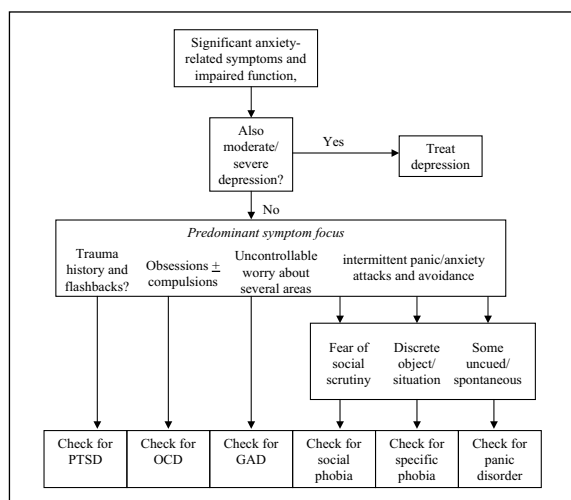 Significant anxiety-
related symptoms and
impaired function,
Also
moderate/
severe
depression?
Yes
Treat
depression
No
Predominant symptom focus
Trauma
history and
flashbacks?
Obsessions ±
compulsions
Uncontrollable
worry about
several areas
intermittent panic/anxiety
attacks and avoidance
Fear of
social
scrutiny
Discrete
object/
situation
Some
uncued/
spontaneous
Check for
PTSD
Check for
OCD
Check for
GAD
Check for
social
phobia
Check for
specific
phobia
Check for
panic
disorder